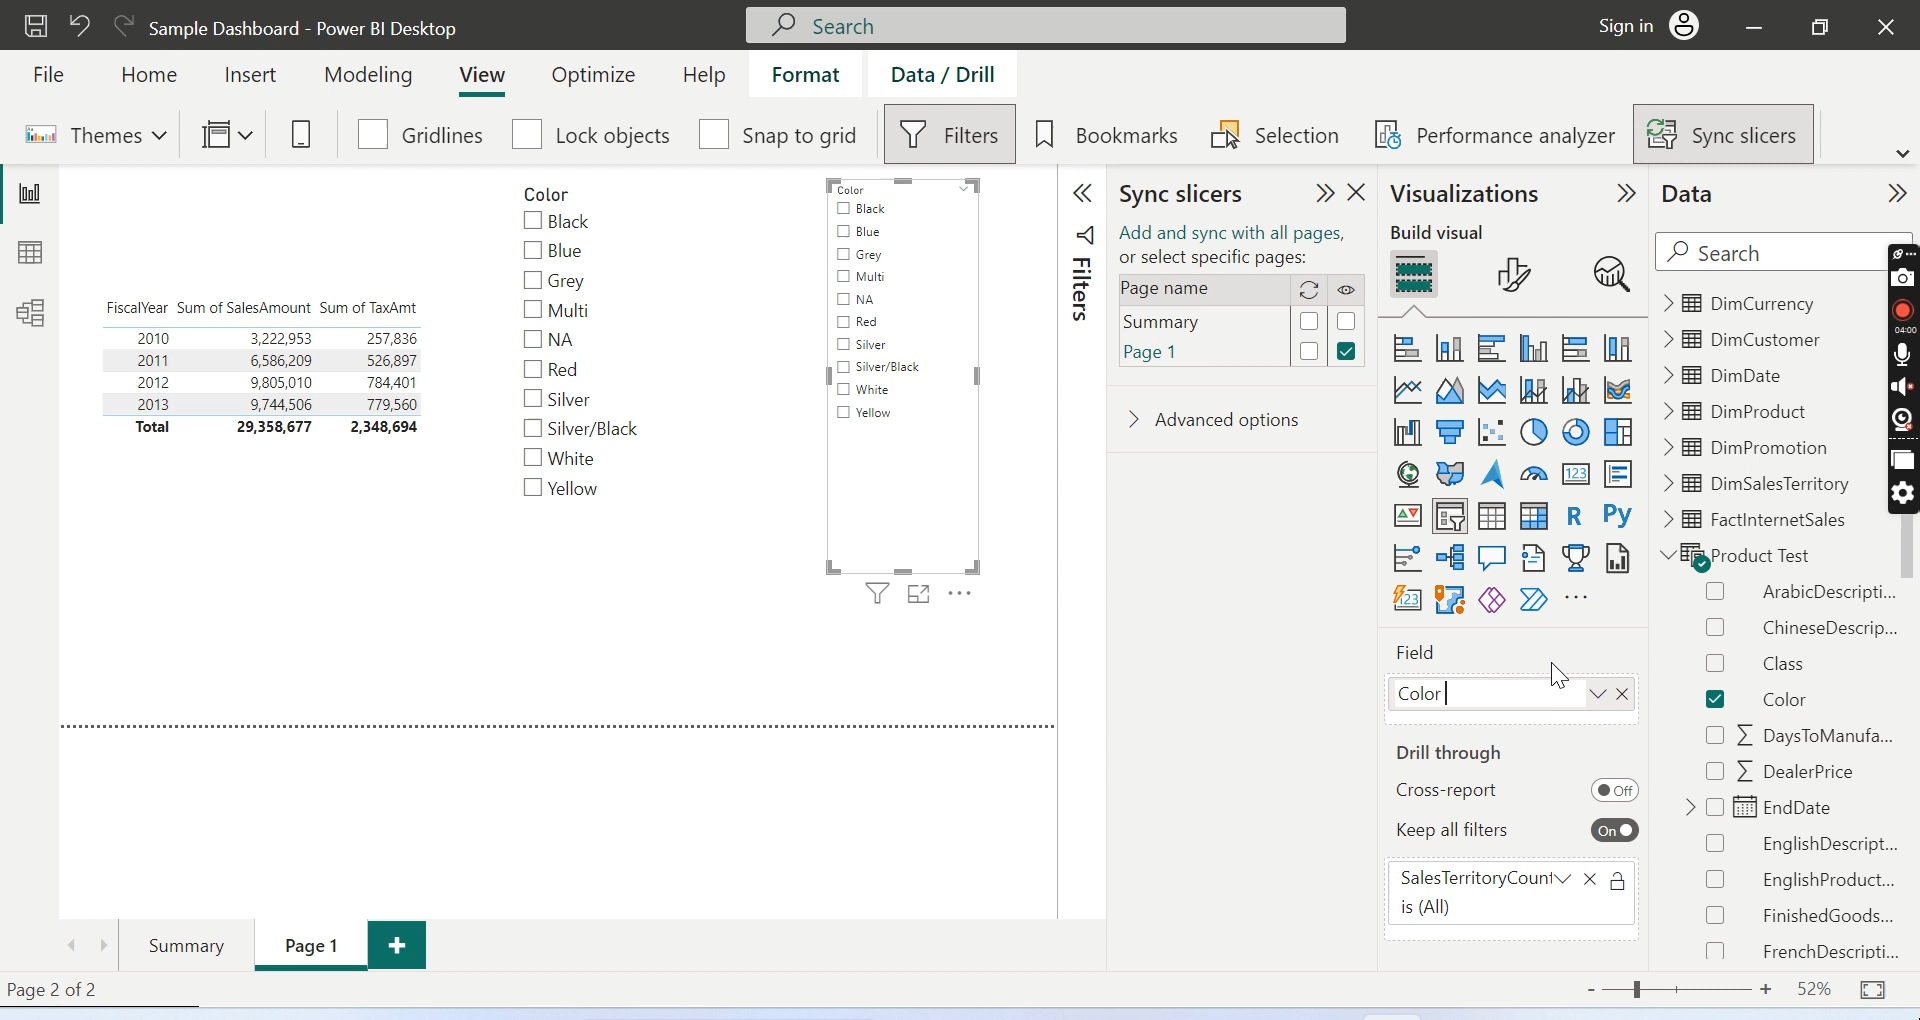 Sample Dashboard - Power BI Desktop
Search
Sign in
File Home Insert Modeling View Optimize Help Format Data / Drill
Themes Gridlines Lock objects Snap to grid Filters Bookmarks Selection Performance analyzer Sync slicers
FiscalYear Sum of SalesAmount Sum of TaxAmt
2010 3,222,953 257,836
2011 6,586,209 526,897
2012 9,805,010 784,401
2013 9,744,506 779,560
Total 29,358,677 2,348,694
Color
Black
Blue
Grey
Multi
NA
Red
Silver
Silver/Black
White
Yellow
Color
Black
Blue
Grey
Multi
NA
Red
Silver
Silver/Black
White
Yellow
Filters
Sync slicers
Add and sync with all pages,
or select specific pages:
Page name
Summary
Page 1
Advanced options
Visualizations
Build visual
123
R Py
123
Field
Color
Drill through
Cross-report Off
Keep all filters On
SalesTerritoryCount
is (All)
Data
Search
DimCurrency
DimCustomer
DimDate
DimProduct
DimPromotion
DimSalesTerritory
FactInternetSales
Product Test
ArabicDescripti...
ChineseDescrip...
Class
Color
DaysToManufa...
DealerPrice
EndDate
EnglishDescript...
EnglishProduct...
FinishedGoods...
FrenchDescripti...
04:00
Summary Page 1 +
Page 2 of 2
- + 52%